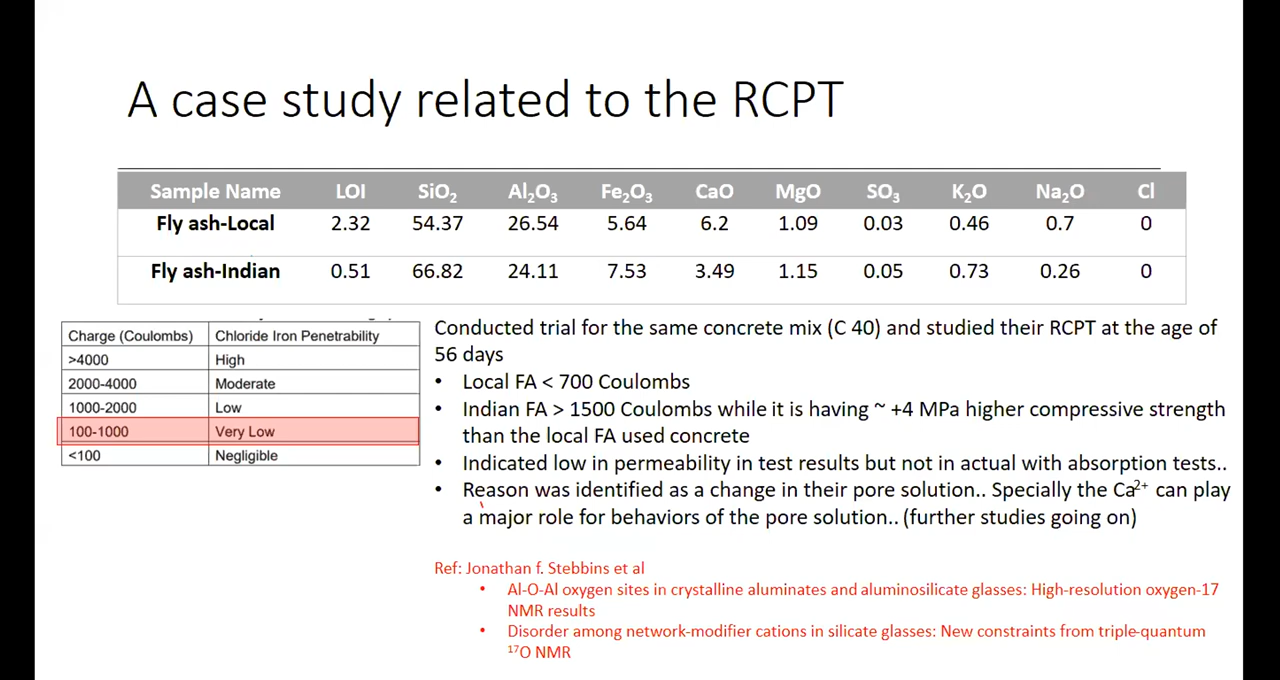 A case study related to the RCPT
Sample Name LOI SiO₂ Al₂O₃ Fe₂O₃ CaO MgO SO₃ K₂O Na₂O Cl
Fly ash-Local 2.32 54.37 26.54 5.64 6.2 1.09 0.03 0.46 0.7 0
Fly ash-Indian 0.51 66.82 24.11 7.53 3.49 1.15 0.05 0.73 0.26 0
Charge (Coulombs) Chloride Iron Penetrability
>4000 High
2000-4000 Moderate
1000-2000 Low
100-1000 Very Low
<100 Negligible
Conducted trial for the same concrete mix (C 40) and studied their RCPT at the age of
56 days
• Local FA < 700 Coulombs
• Indian FA > 1500 Coulombs while it is having ~ +4 MPa higher compressive strength
than the local FA used concrete
• Indicated low in permeability in test results but not in actual with absorption tests..
• Reason was identified as a change in their pore solution.. Specially the Ca²⁺ can play
a major role for behaviors of the pore solution.. (further studies going on)
Ref: Jonathan f. Stebbins et al
• Al-O-Al oxygen sites in crystalline aluminates and aluminosilicate glasses: High-resolution oxygen-17
NMR results
• Disorder among network-modifier cations in silicate glasses: New constraints from triple-quantum
¹⁷O NMR